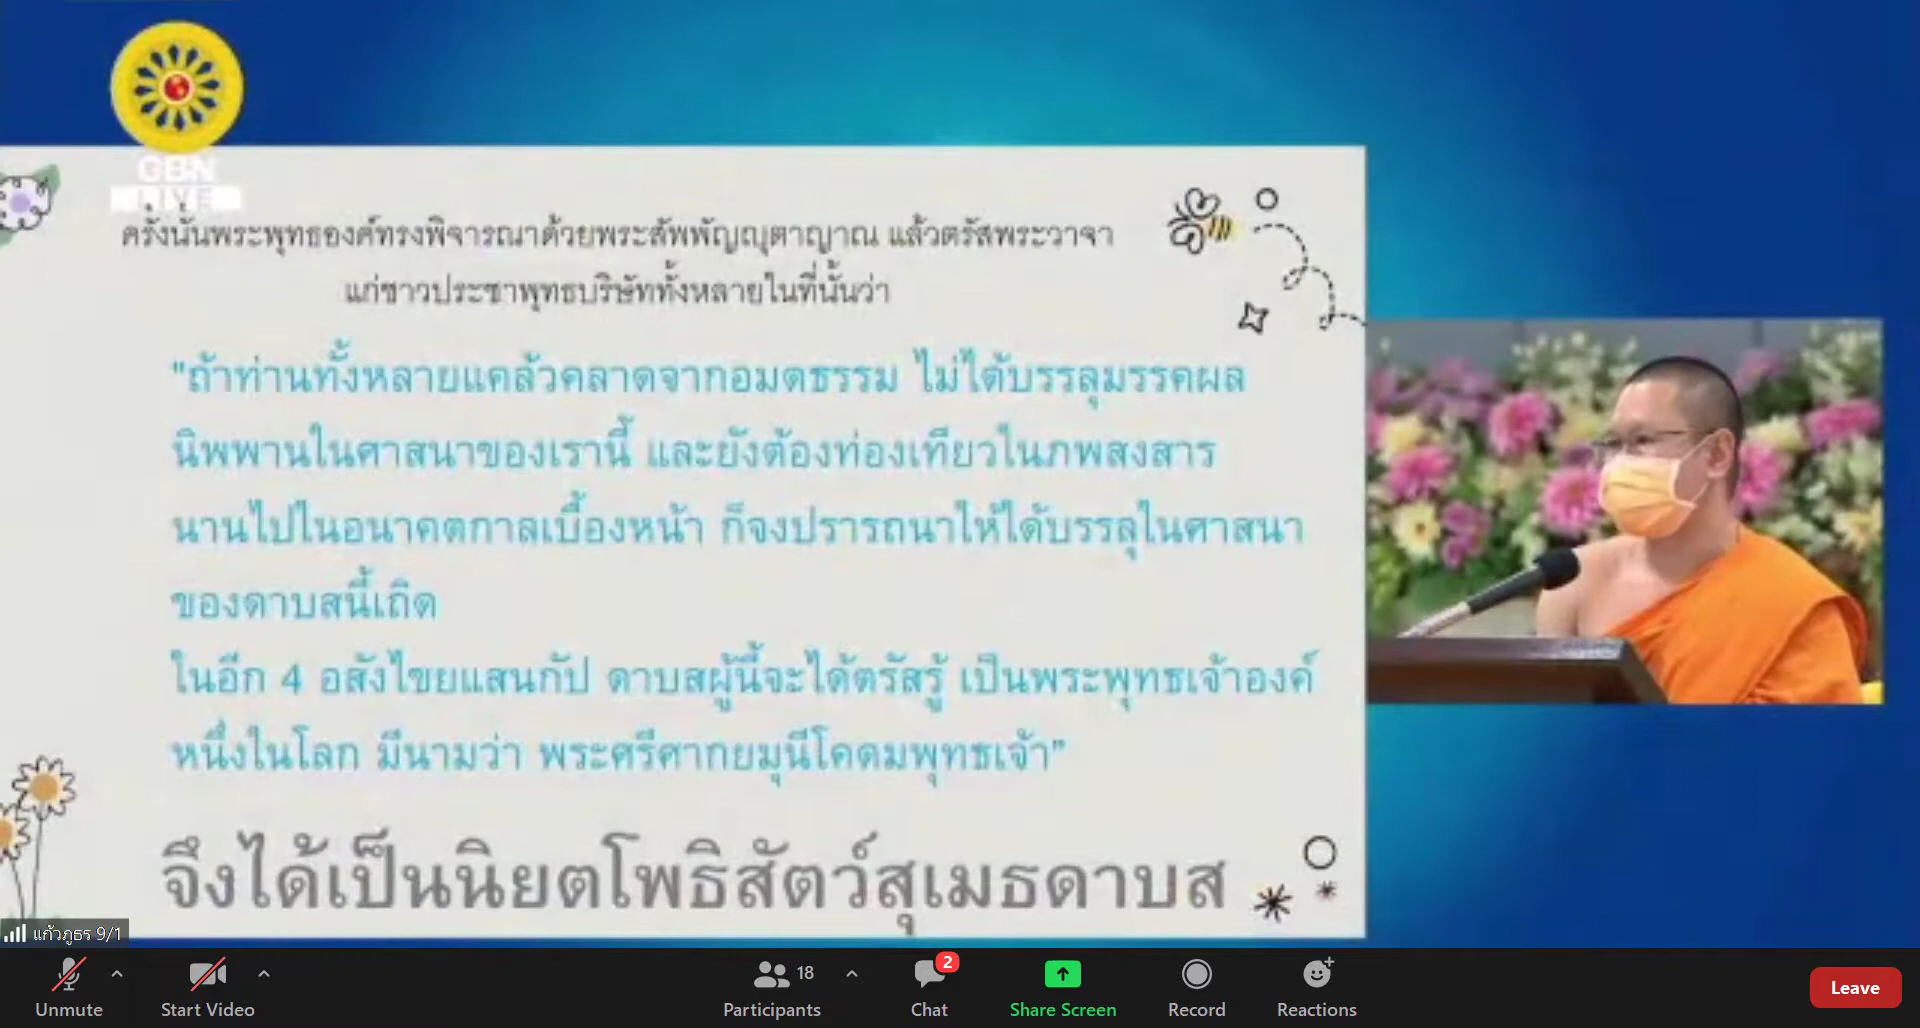 GBN
LIVE
ครั้งนั้นพระพุทธองค์ทรงพิจารณาด้วยพระสัพพัญญุตาญาณ แล้วตรัสพระวาจา
แก่ชาวประชาพุทธบริษัททั้งหลายในที่นั้นว่า
"ถ้าท่านทั้งหลายแคล้วคลาดจากอมตธรรม ไม่ได้บรรลุมรรคผล
นิพพานในศาสนาของเรานี้ และยังต้องท่องเทียวในภพสงสาร
นานไปในอนาคตกาลเบื้องหน้า ก็จงปรารถนาให้ได้บรรลุในศาสนา
ของดาบสนี้เถิด
ในอีก 4 อสังไขยแสนกัป ดาบสผู้นี้จะได้ตรัสรู้ เป็นพระพุทธเจ้าองค์
หนึ่งในโลก มีนามว่า พระศรีศากยมุนีโคดมพุทธเจ้า"
จึงได้เป็นนิยตโพธิสัตว์สุเมธดาบส
แก้วภูธร 9/1
Unmute
Start Video
18
Participants
2
Chat
Share Screen
Record
Reactions
Leave